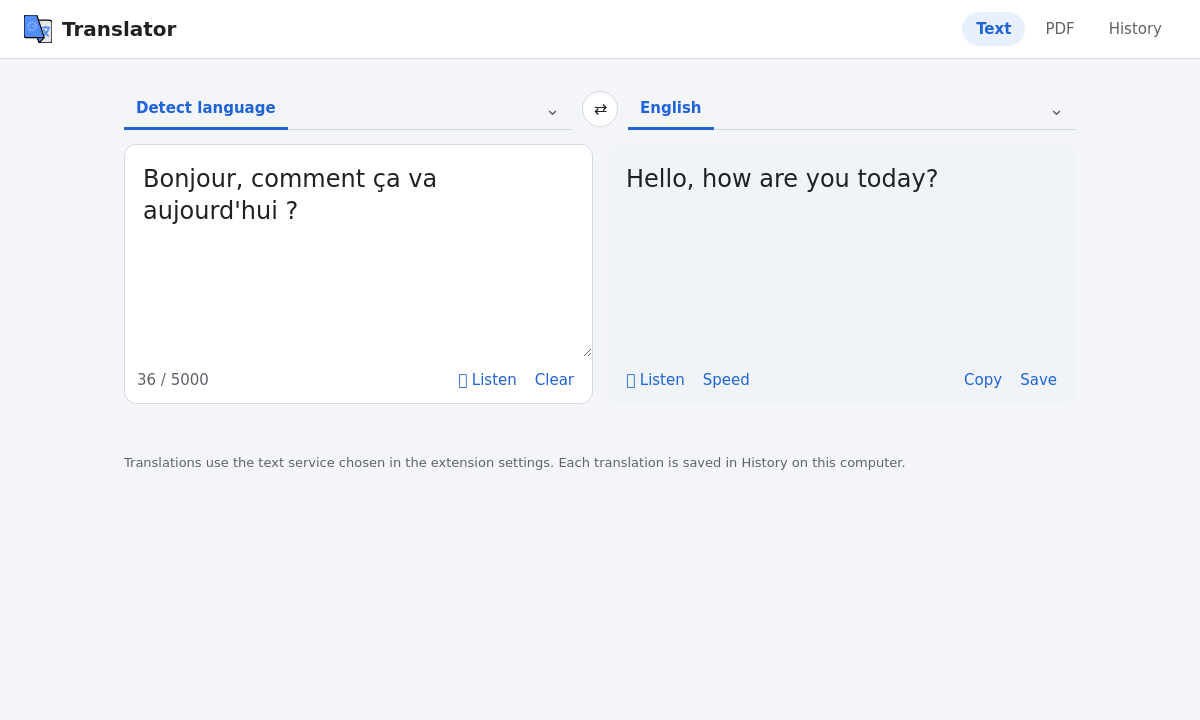 Translator
Text
PDF
History
Detect language
⇄
English
Bonjour, comment ça va
aujourd'hui ?
Hello, how are you today?
36 / 5000
Listen
Clear
Listen
Speed
Copy
Save
Translations use the text service chosen in the extension settings. Each translation is saved in History on this computer.